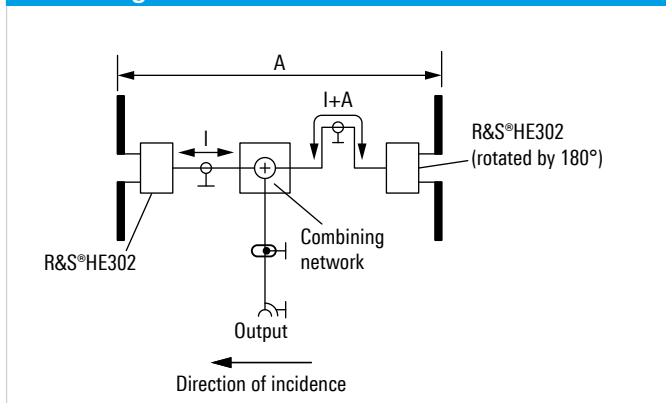 A
I
I+A
R&S®HE302
(rotated by 180°)
Combining
network
R&S®HE302
Output
Direction of incidence